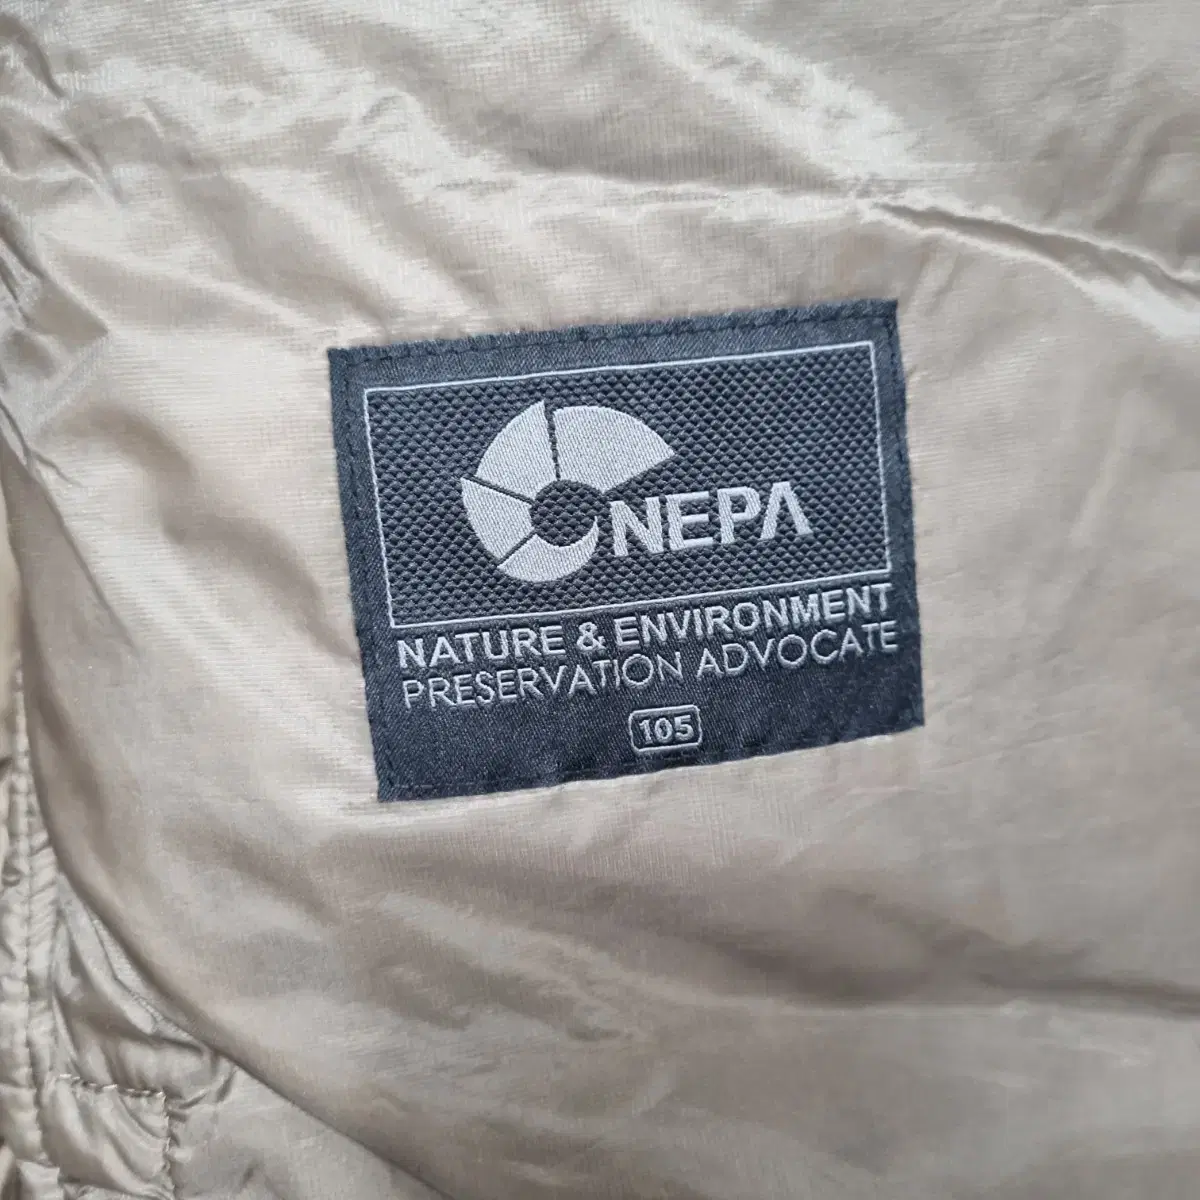 NEPA
NATURE & ENVIRONMENT
PRESERVATION ADVOCATE
105